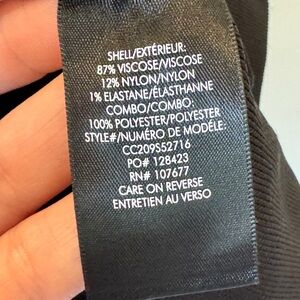 SHELL/EXTÉRIEUR:
87% VISCOSE/VISCOSE
12% NYLON/NYLON
1% ELASTANE/ÉLASTHANNE
COMBO/COMBO:
100% POLYESTER/POLYESTER
STYLE#/NUMÉRO DE MODÈLE:
CC209S52716
PO# 128423
RN# 107677
CARE ON REVERSE
ENTRETIEN AU VERSO